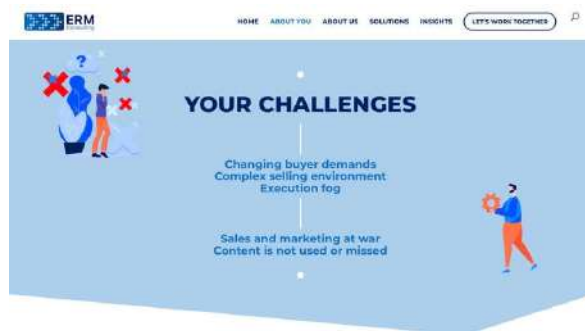 ERM
Consulting
HOME ABOUT YOU ABOUT US SOLUTIONS INSIGHTS LET'S WORK TOGETHER
?
YOUR CHALLENGES
Changing buyer demands
Complex selling environment
Execution fog
Sales and marketing at war
Content is not used or missed